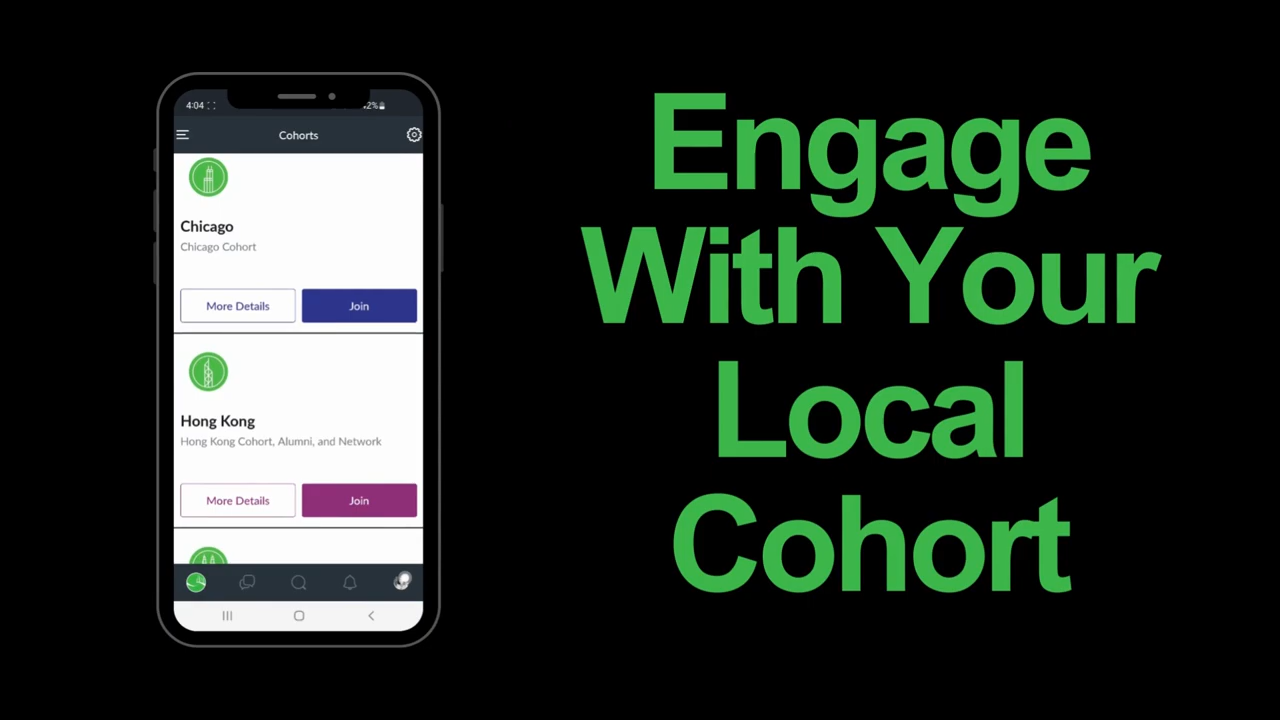 4:04
2%
Cohorts
Chicago
Chicago Cohort
More Details
Join
Hong Kong
Hong Kong Cohort, Alumni, and Network
More Details
Join
Engage
With Your
Local
Cohort